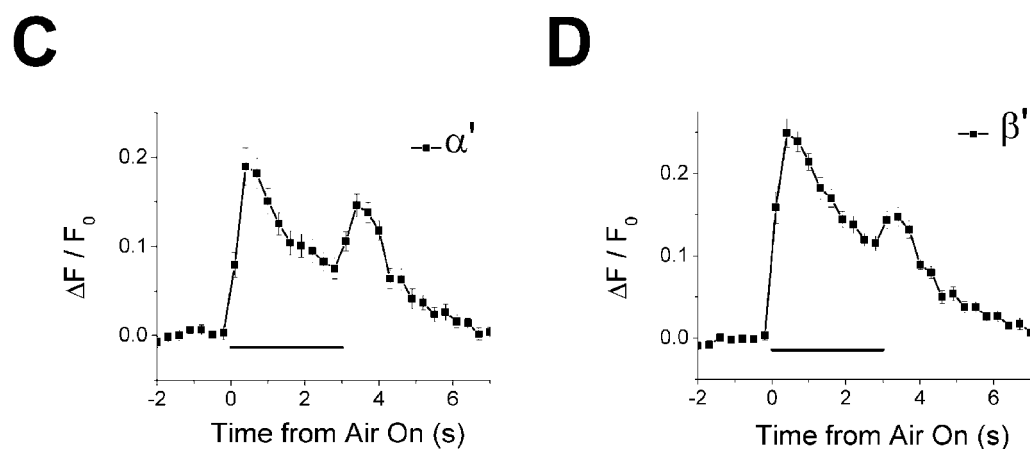 C
α'
0.2
0.1
0.0
ΔF / F0
-2 0 2 4 6
Time from Air On (s)
D
β'
0.2
0.1
0.0
ΔF / F0
-2 0 2 4 6
Time from Air On (s)